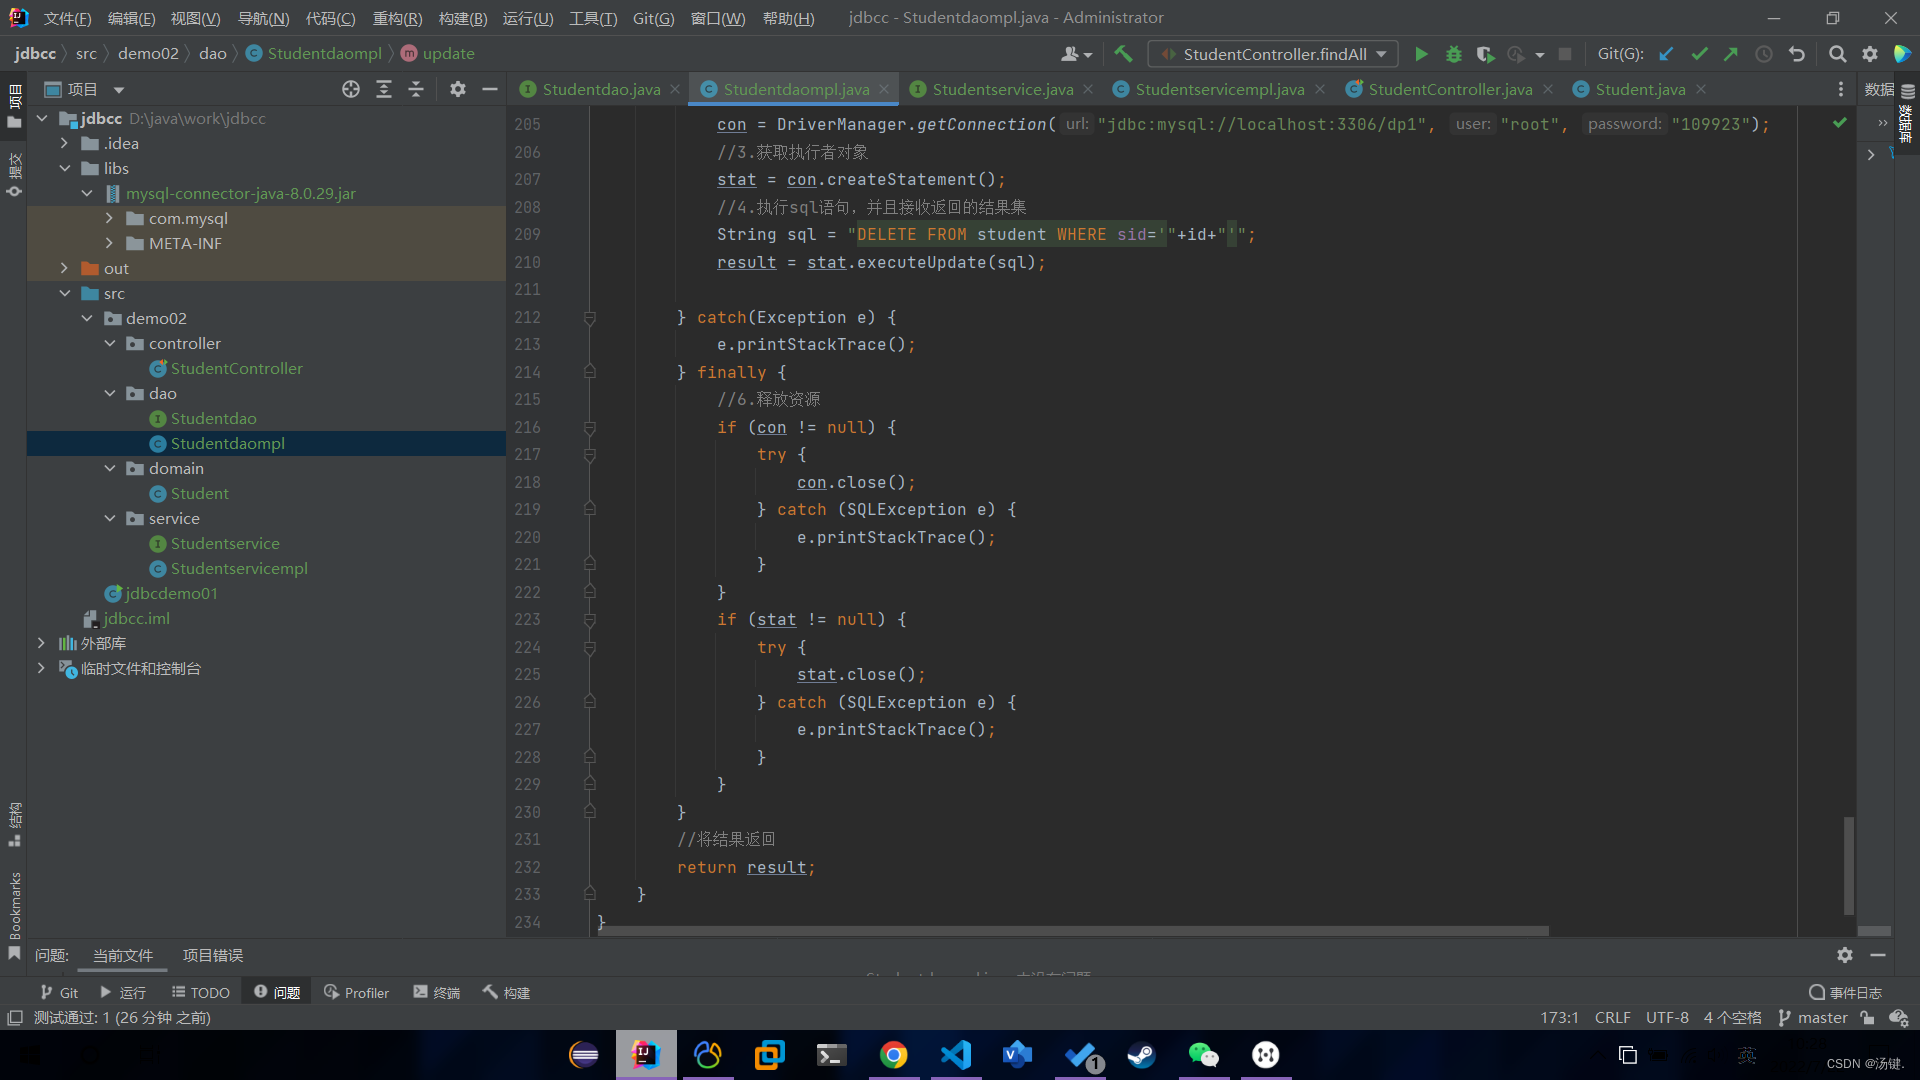 文件(F) 编辑(E) 视图(V) 导航(N) 代码(C) 重构(R) 构建(B) 运行(U) 工具(T) Git(G) 窗口(W) 帮助(H) jdbcc - Studentdaompl.java - Administrator
jdbcc src demo02 dao Studentdaompl update StudentController.findAll Git(G):
项目 Studentdao.java Studentdaompl.java Studentservice.java Studentservicempl.java StudentController.java Student.java 数据
项目
提交
结构
Bookmarks
数据库
jdbcc D:\java\work\jdbcc
.idea
libs
mysql-connector-java-8.0.29.jar
com.mysql
META-INF
out
src
demo02
controller
StudentController
dao
Studentdao
Studentdaompl
domain
Student
service
Studentservice
Studentservicempl
jdbcdemo01
jdbcc.iml
外部库
临时文件和控制台
205 con = DriverManager.getConnection( url: "jdbc:mysql://localhost:3306/dp1", user: "root", password: "109923");
206 //3.获取执行者对象
207 stat = con.createStatement();
208 //4.执行sql语句，并且接收返回的结果集
209 String sql = "DELETE FROM student WHERE sid='"+id+"'";
210 result = stat.executeUpdate(sql);
211
212 } catch(Exception e) {
213 e.printStackTrace();
214 } finally {
215 //6.释放资源
216 if (con != null) {
217 try {
218 con.close();
219 } catch (SQLException e) {
220 e.printStackTrace();
221 }
222 }
223 if (stat != null) {
224 try {
225 stat.close();
226 } catch (SQLException e) {
227 e.printStackTrace();
228 }
229 }
230 }
231 //将结果返回
232 return result;
233 }
234 }
问题: 当前文件 项目错误
Git 运行 TODO 问题 Profiler 终端 构建 事件日志
测试通过: 1 (26 分钟 之前) 173:1 CRLF UTF-8 4 个空格 master
1
英
CSDN @汤键.